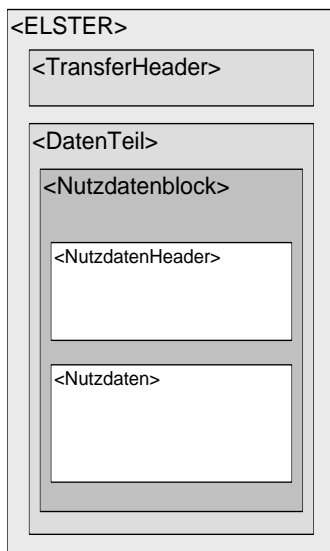 <ELSTER>
<TransferHeader>
<DatenTeil>
<Nutzdatenblock>
<NutzdatenHeader>
<Nutzdaten>